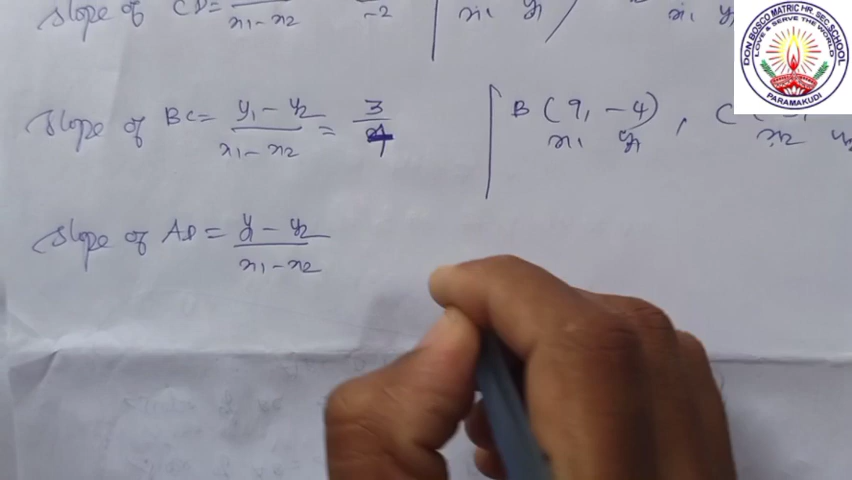 slope of CD = x1 - x2 -2 x1, y1
DON BOSCO MATRIC HR. SEC. SCHOOL
LOVE & SERVE THE WORLD
PARAMAKUDI
slope of BC = y1 - y2 / x1 - x2 = 3 / 4 B (9, -4), C
x1 y1 x2
slope of AD = y1 - y2 / x1 - x2